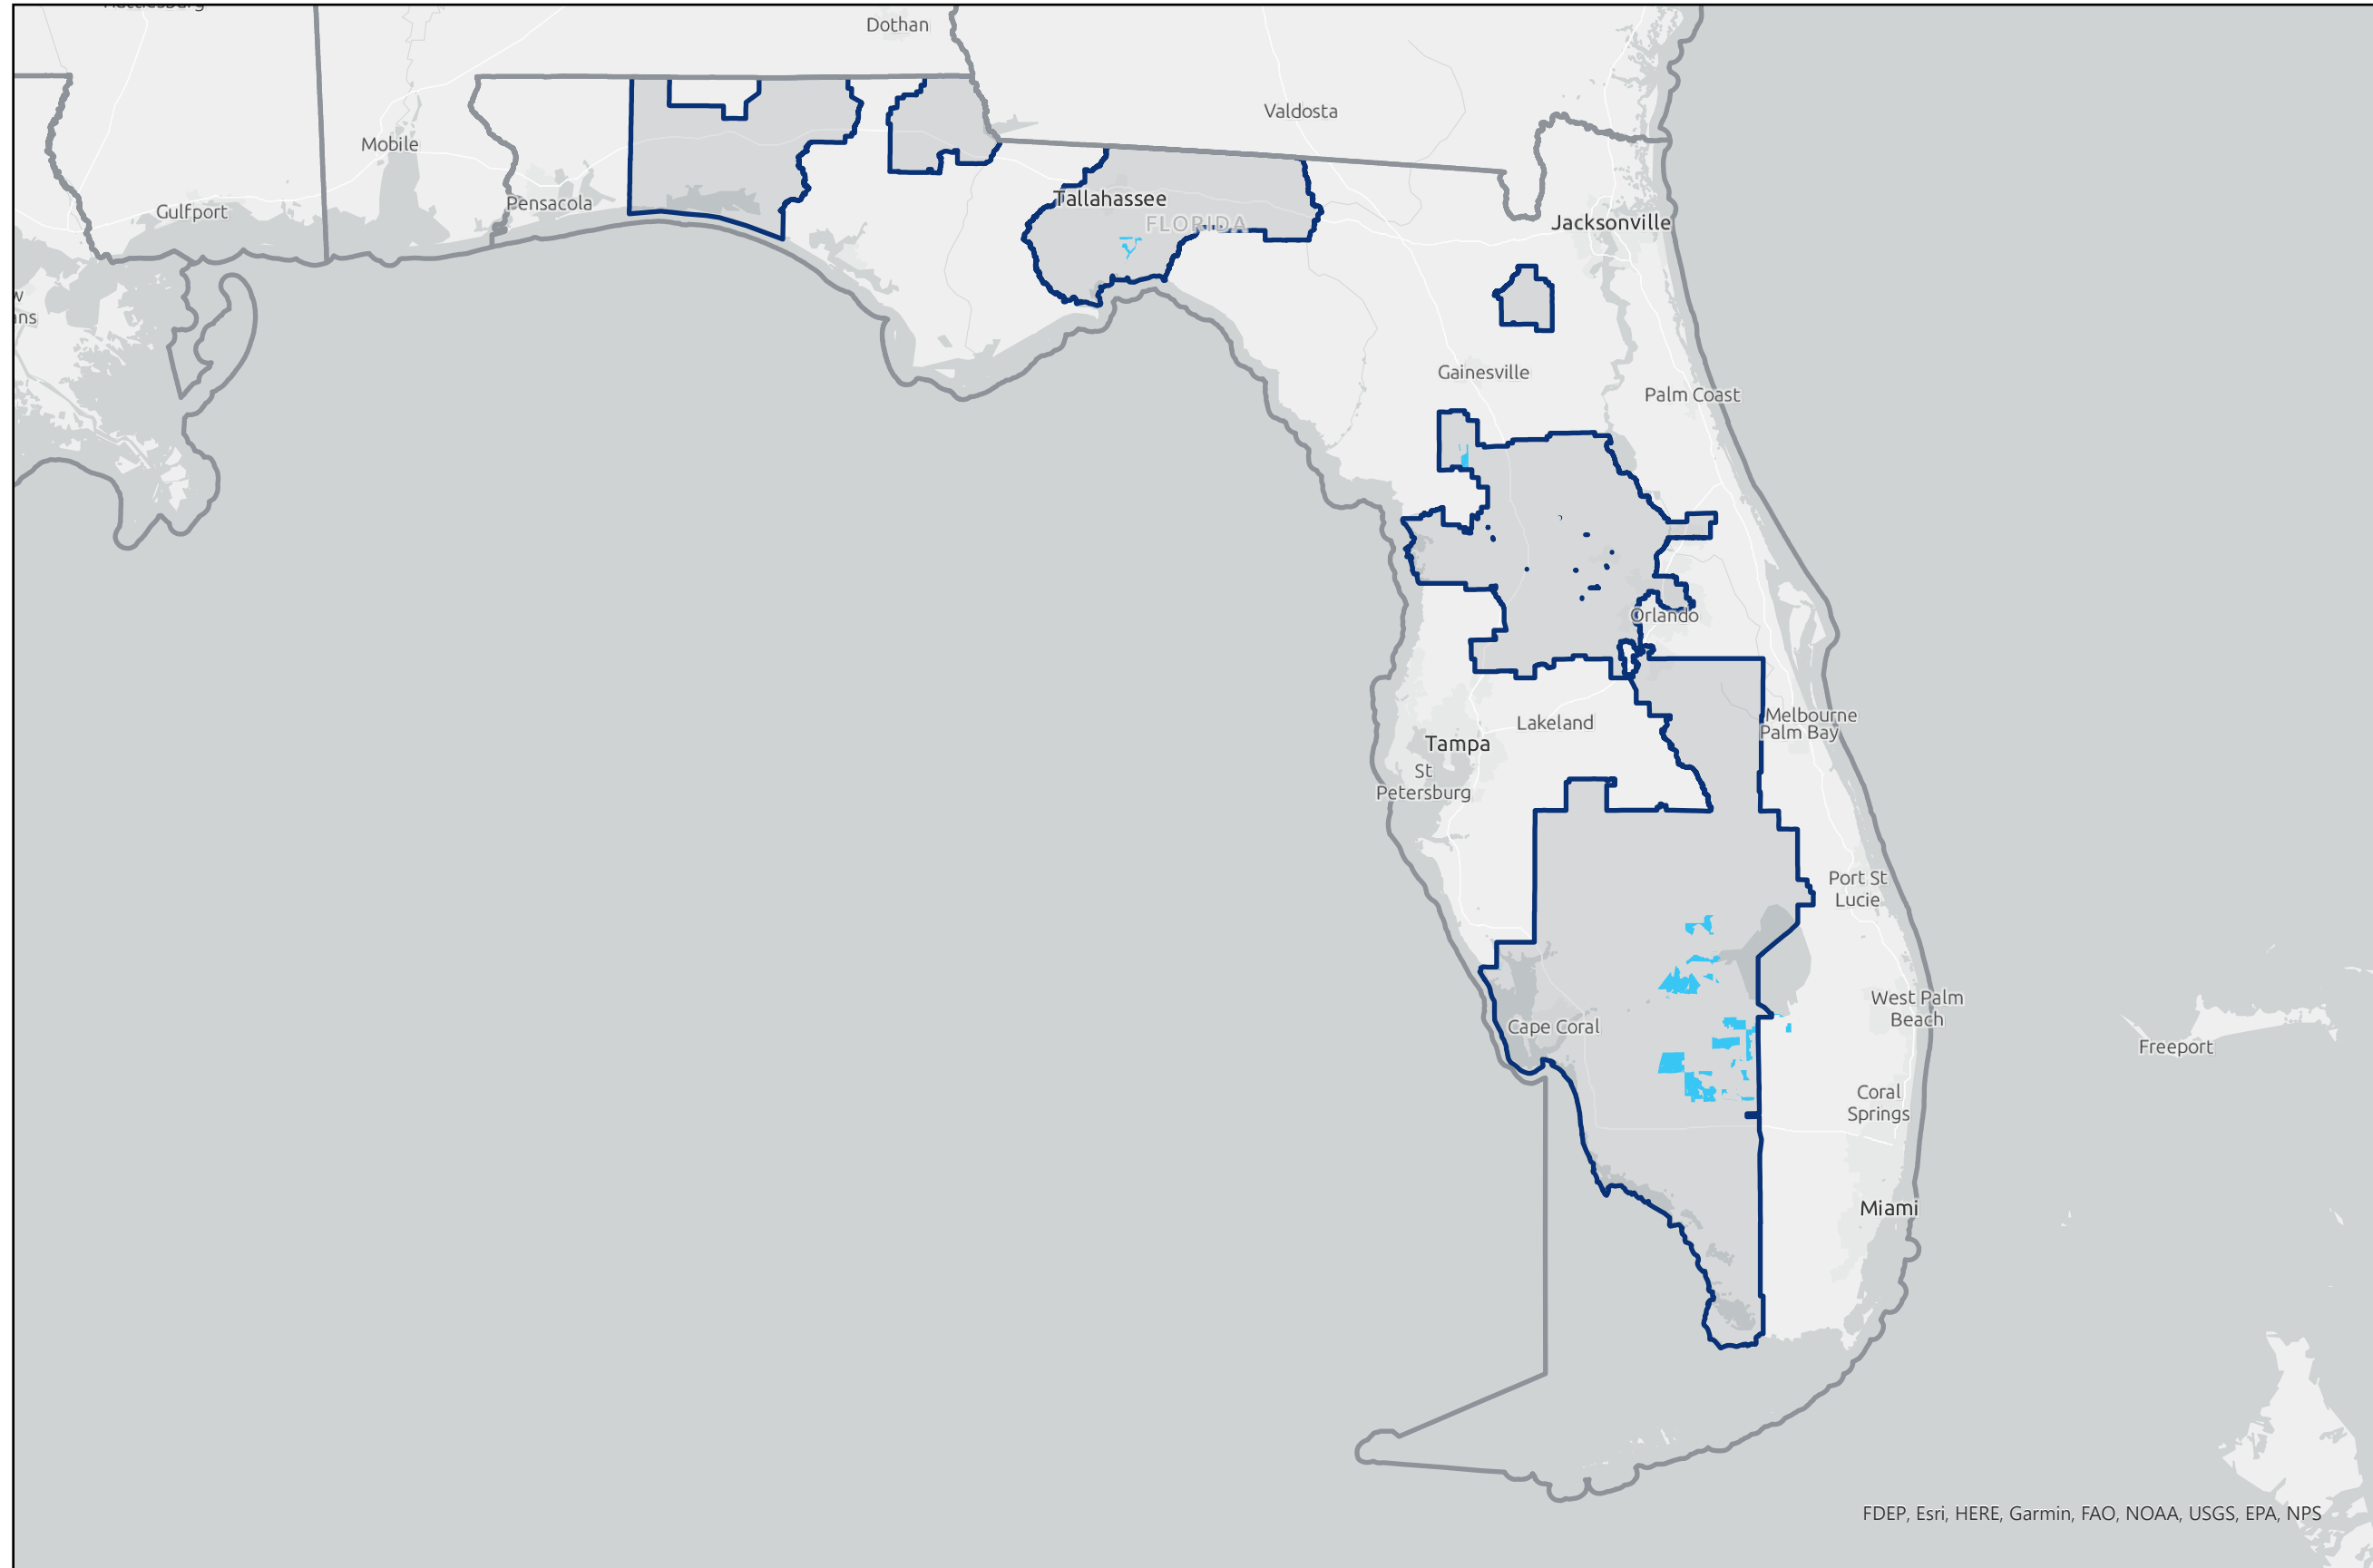 Dothan
Valdosta
Mobile
Tallahassee
Pensacola
Gulfport
FLORIDA
Jacksonville
Gainesville
Palm Coast
Orlando
Melbourne
Palm Bay
Lakeland
Tampa
St
Petersburg
Port St
Lucie
West Palm
Beach
Cape Coral
Freeport
Coral
Springs
Miami
FDEP, Esri, HERE, Garmin, FAO, NOAA, USGS, EPA, NPS